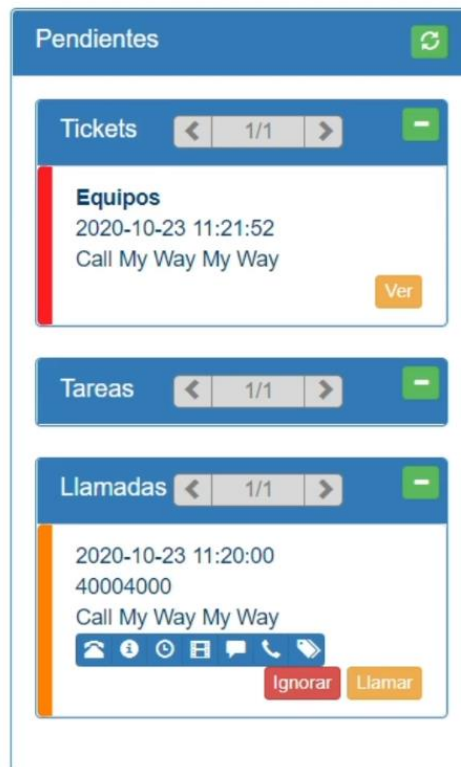 Pendientes
Tickets
1/1
Equipos
2020-10-23 11:21:52
Call My Way My Way
Ver
Tareas
1/1
Llamadas
1/1
2020-10-23 11:20:00
40004000
Call My Way My Way
Ignorar
Llamar